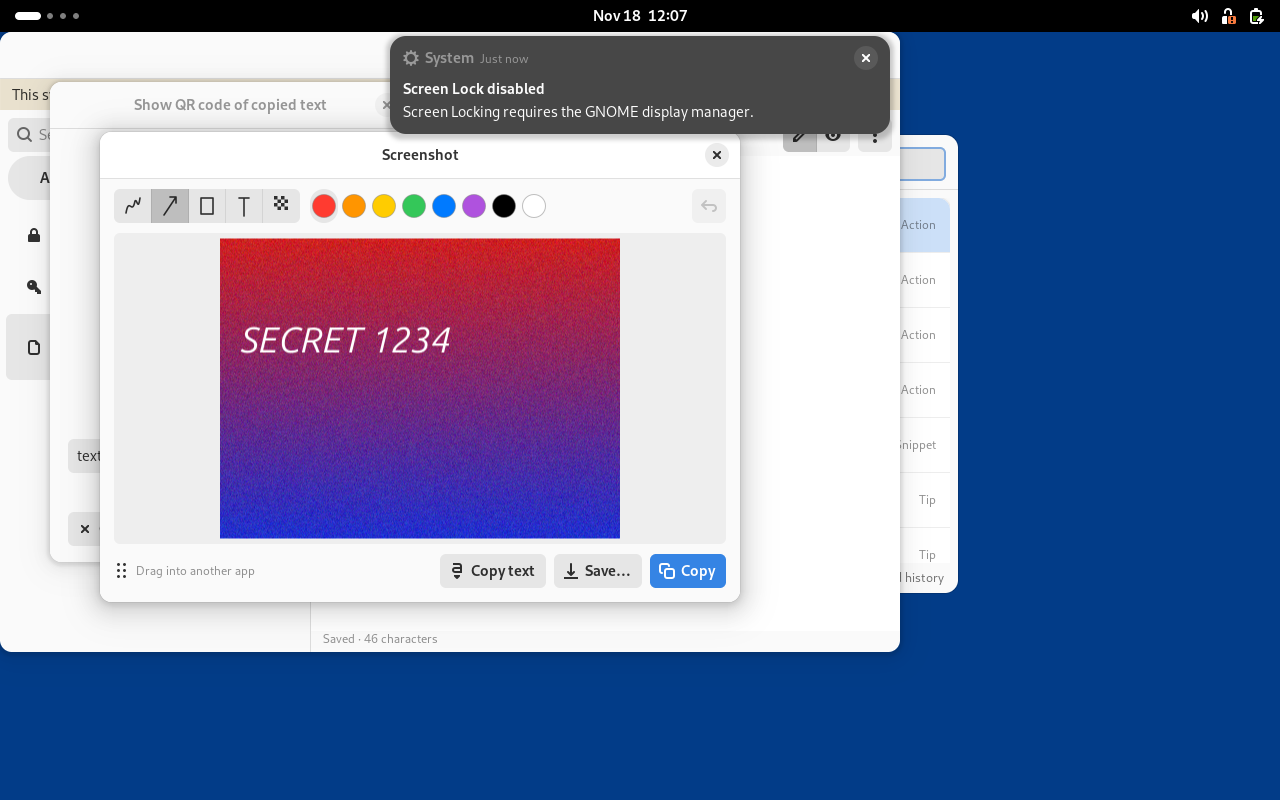 Nov 18 12:07
System Just now
Screen Lock disabled
Screen Locking requires the GNOME display manager.
This s
Show QR code of copied text
Se
A
Screenshot
T
SECRET 1234
text
Drag into another app
Copy text
Save...
Copy
Action
Action
Action
Action
Snippet
Tip
Tip
history
Saved · 46 characters